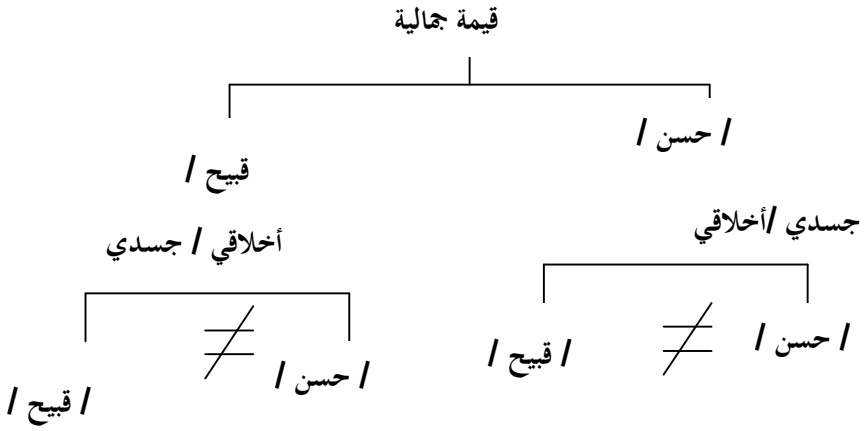 قيمة جمالية
/ حسن /
قبيح /
جسدي /أخلاقي
أخلاقي / جسدي
/ حسن /
≠
/ قبيح /
/ حسن /
≠
/ قبيح /